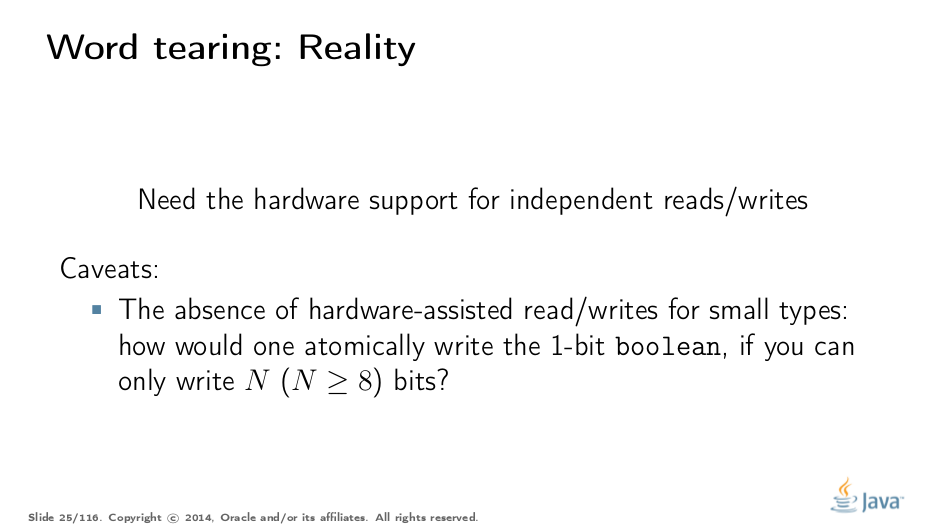 Word tearing: Reality
Need the hardware support for independent reads/writes
Caveats:
The absence of hardware-assisted read/writes for small types:
how would one atomically write the 1-bit boolean, if you can
only write N (N ≥ 8) bits?
Java™
Slide 25/116. Copyright © 2014, Oracle and/or its affiliates. All rights reserved.